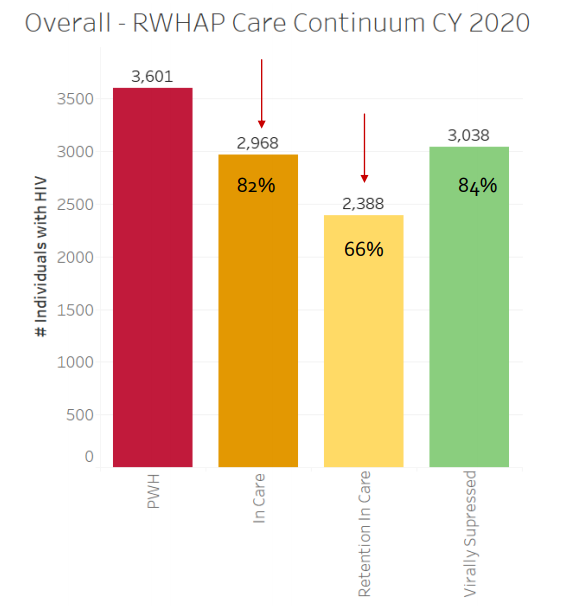 Overall - RWHAP Care Continuum CY 2020
3,601
2,968
2,388
3,038
82%
66%
84%
# Individuals with HIV
3500
3000
2500
2000
1500
1000
500
0
PWH
In Care
Retention In Care
Virally Supressed